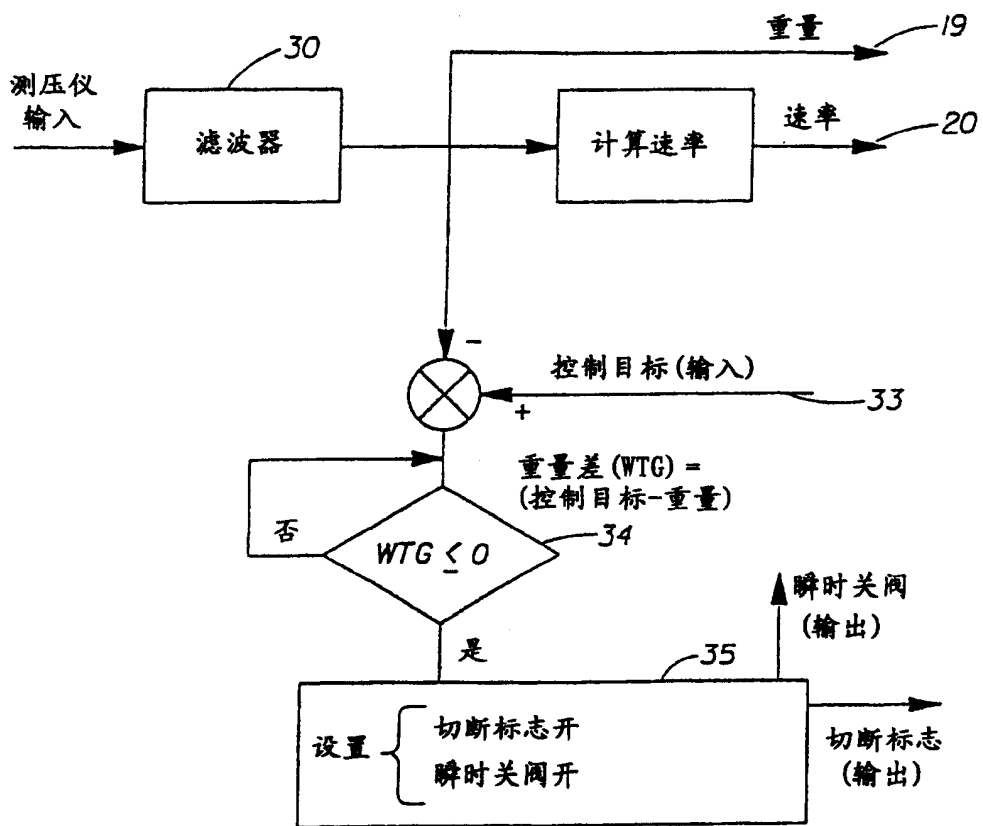 重量
19
30
测压仪
输入
滤波器
计算速率
速率
20
-
控制目标(输入)
+
33
重量差(WTG)=
(控制目标-重量)
否
WTG ≤ 0
34
是
瞬时关阀
(输出)
35
设置
切断标志开
瞬时关阀开
切断标志
(输出)